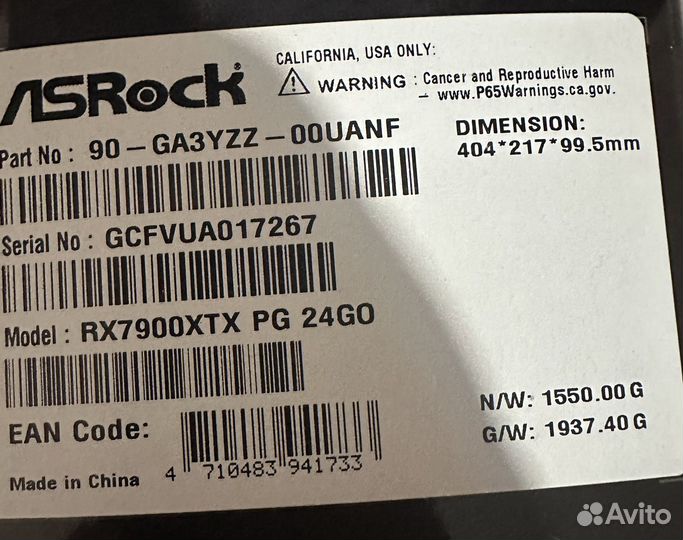 ASRock
CALIFORNIA, USA ONLY:
WARNING : Cancer and Reproductive Harm
– www.P65Warnings.ca.gov.
Part No : 90-GA3YZZ-00UANF
DIMENSION:
404*217*99.5mm
Serial No : GCFVUA017267
Model : RX7900XTX PG 24GO
N/W: 1550.00 G
G/W: 1937.40 G
EAN Code:
4 710483 941733
Made in China
Avito